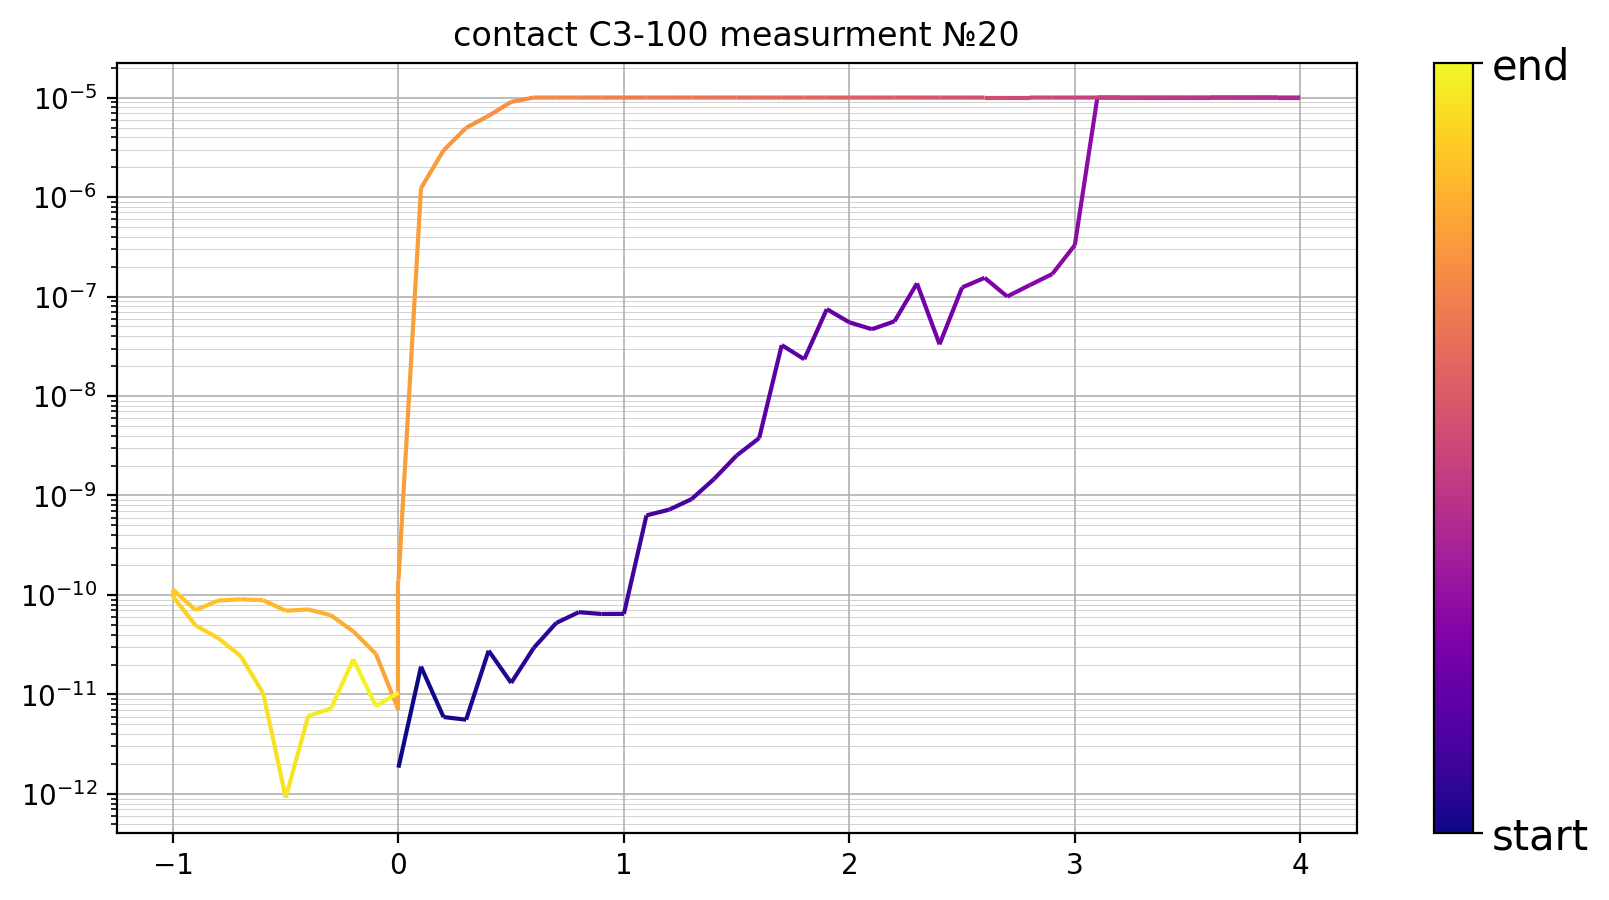 contact C3-100 measurment №20
10⁻⁵
10⁻⁶
10⁻⁷
10⁻⁸
10⁻⁹
10⁻¹⁰
10⁻¹¹
10⁻¹²
−1 0 1 2 3 4
end
start